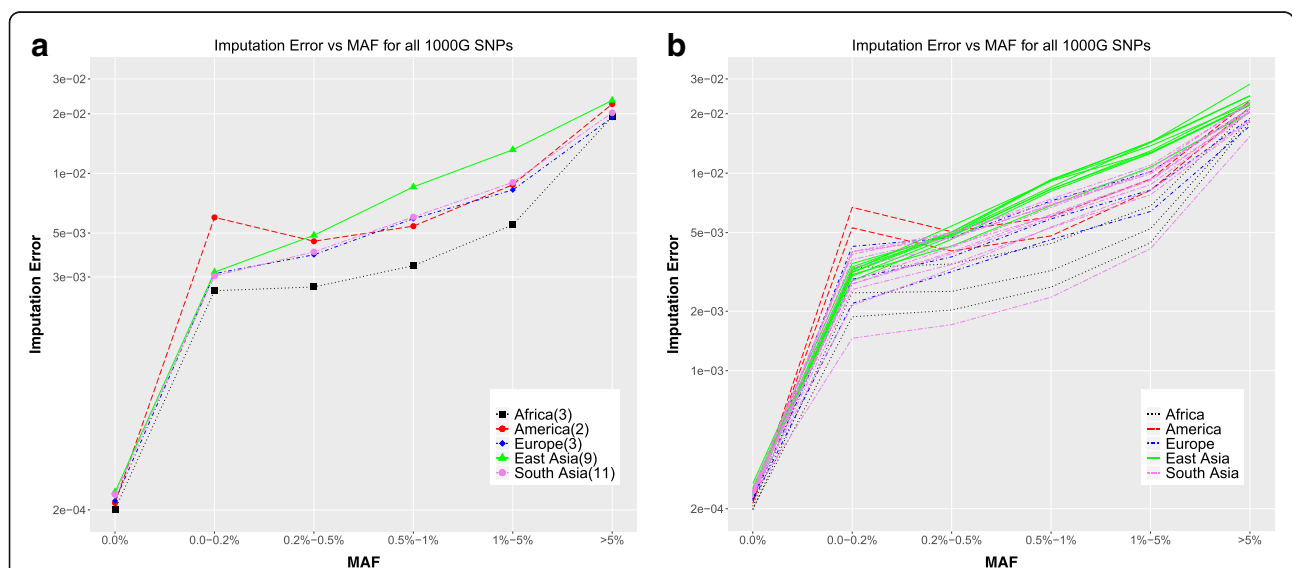 a
Imputation Error vs MAF for all 1000G SNPs
Imputation Error
3e−02
2e−02
1e−02
5e−03
3e−03
2e−04
0.0%
0.0−0.2%
0.2%−0.5%
0.5%−1%
1%−5%
>5%
MAF
Africa(3)
America(2)
Europe(3)
East Asia(9)
South Asia(11)
b
Imputation Error vs MAF for all 1000G SNPs
Imputation Error
3e−02
2e−02
1e−02
5e−03
2e−03
1e−03
2e−04
0.0%
0.0−0.2%
0.2%−0.5%
0.5%−1%
1%−5%
>5%
MAF
Africa
America
Europe
East Asia
South Asia